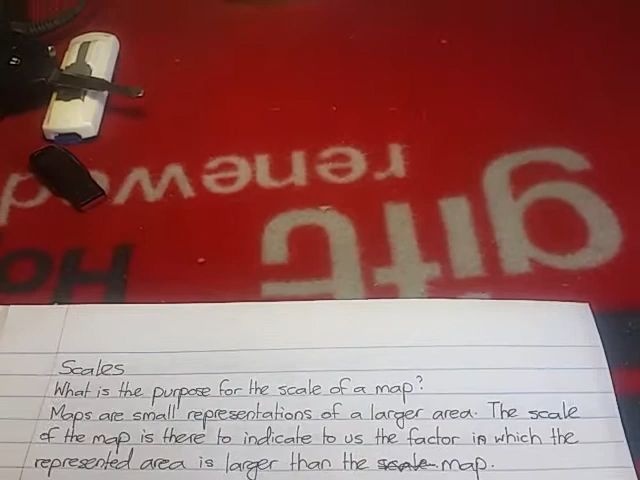 renewed
gift
Ho
Scales
What is the purpose for the scale of a map?
Maps are small representations of a larger area. The scale
of the map is there to indicate to us the factor in which the
represented area is larger than the scale map.